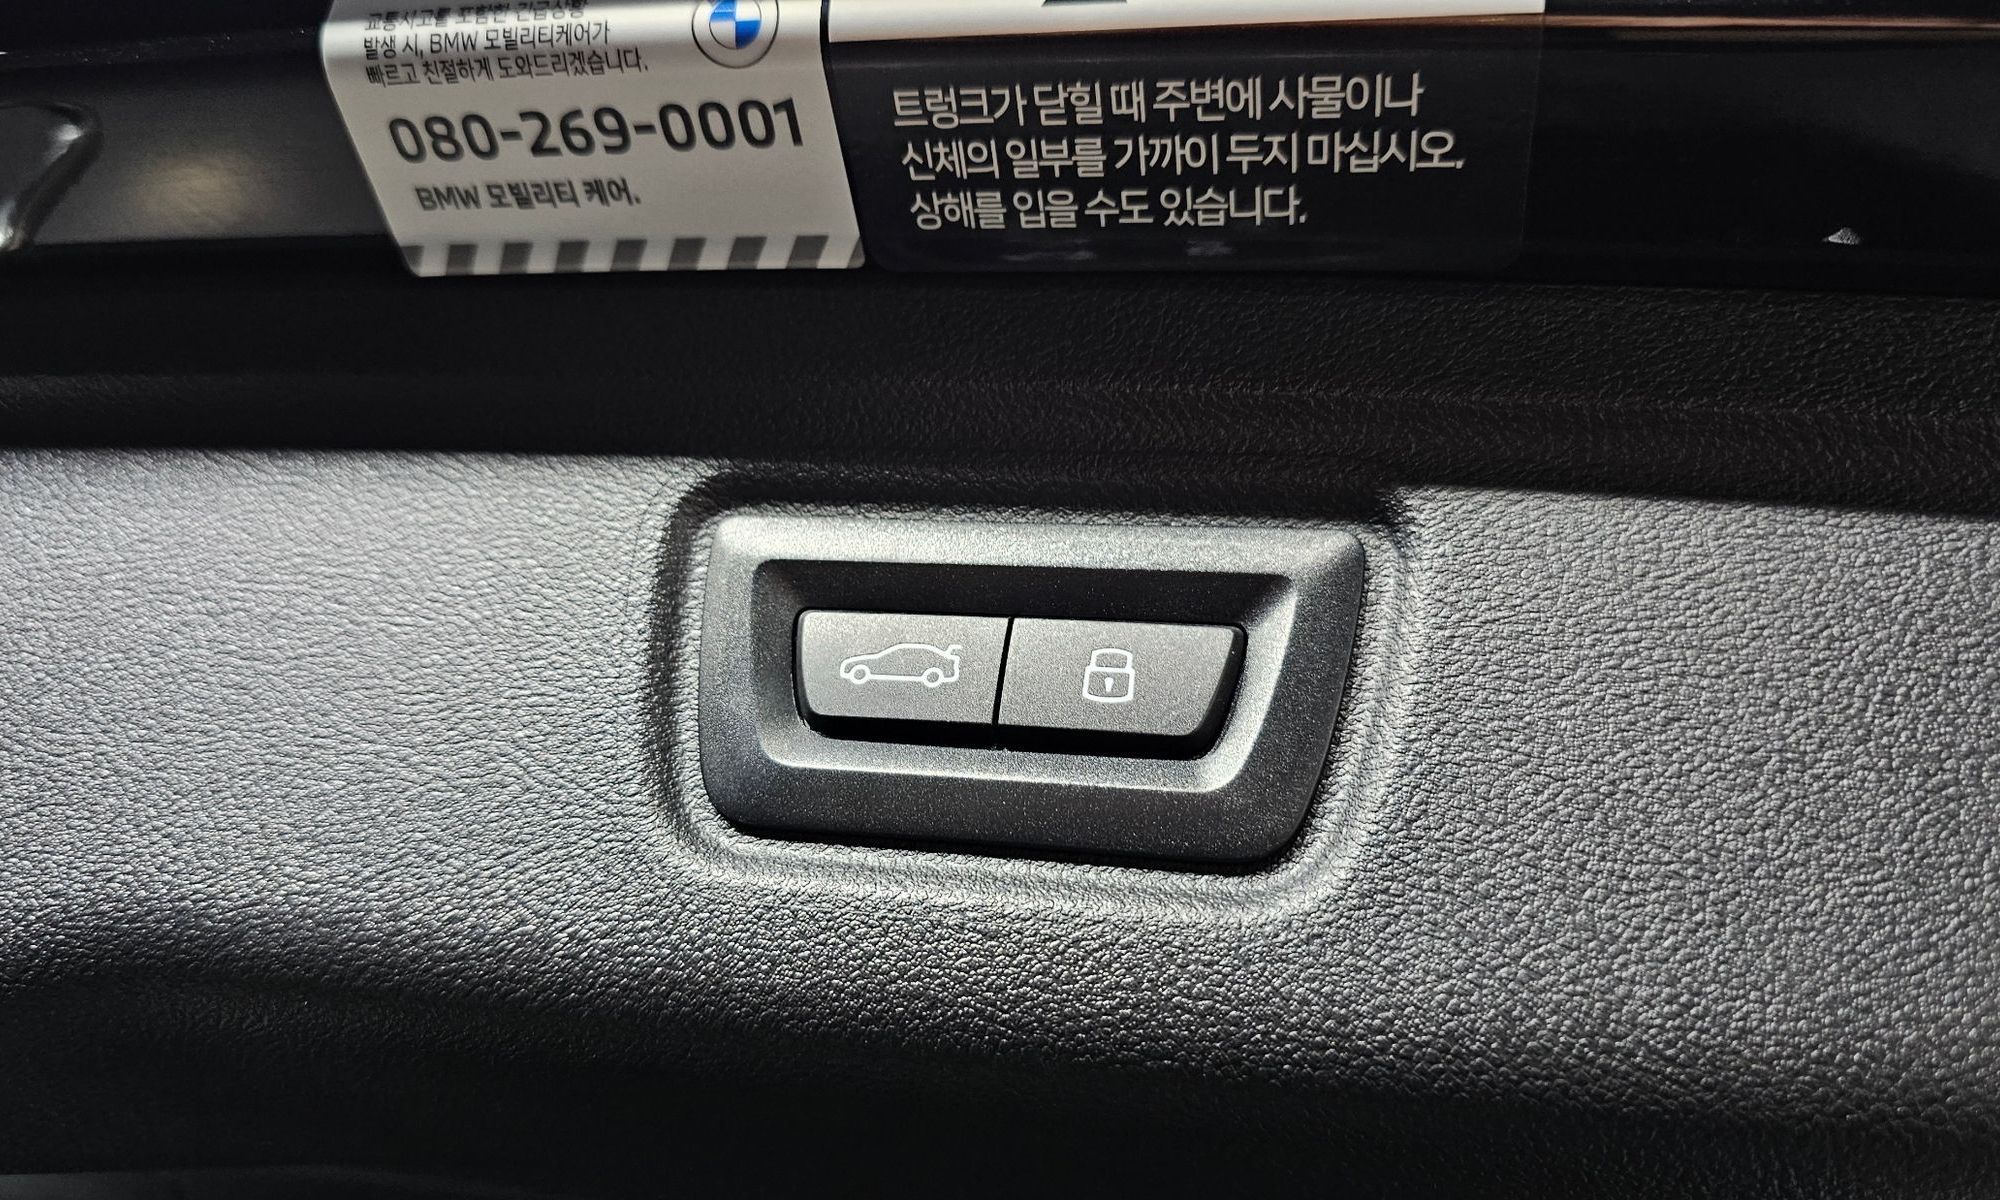 교통사고를 포함한 긴급상황
발생 시, BMW 모빌리티케어가
빠르고 친절하게 도와드리겠습니다.
080-269-0001
BMW 모빌리티 케어.
트렁크가 닫힐 때 주변에 사물이나
신체의 일부를 가까이 두지 마십시오.
상해를 입을 수도 있습니다.